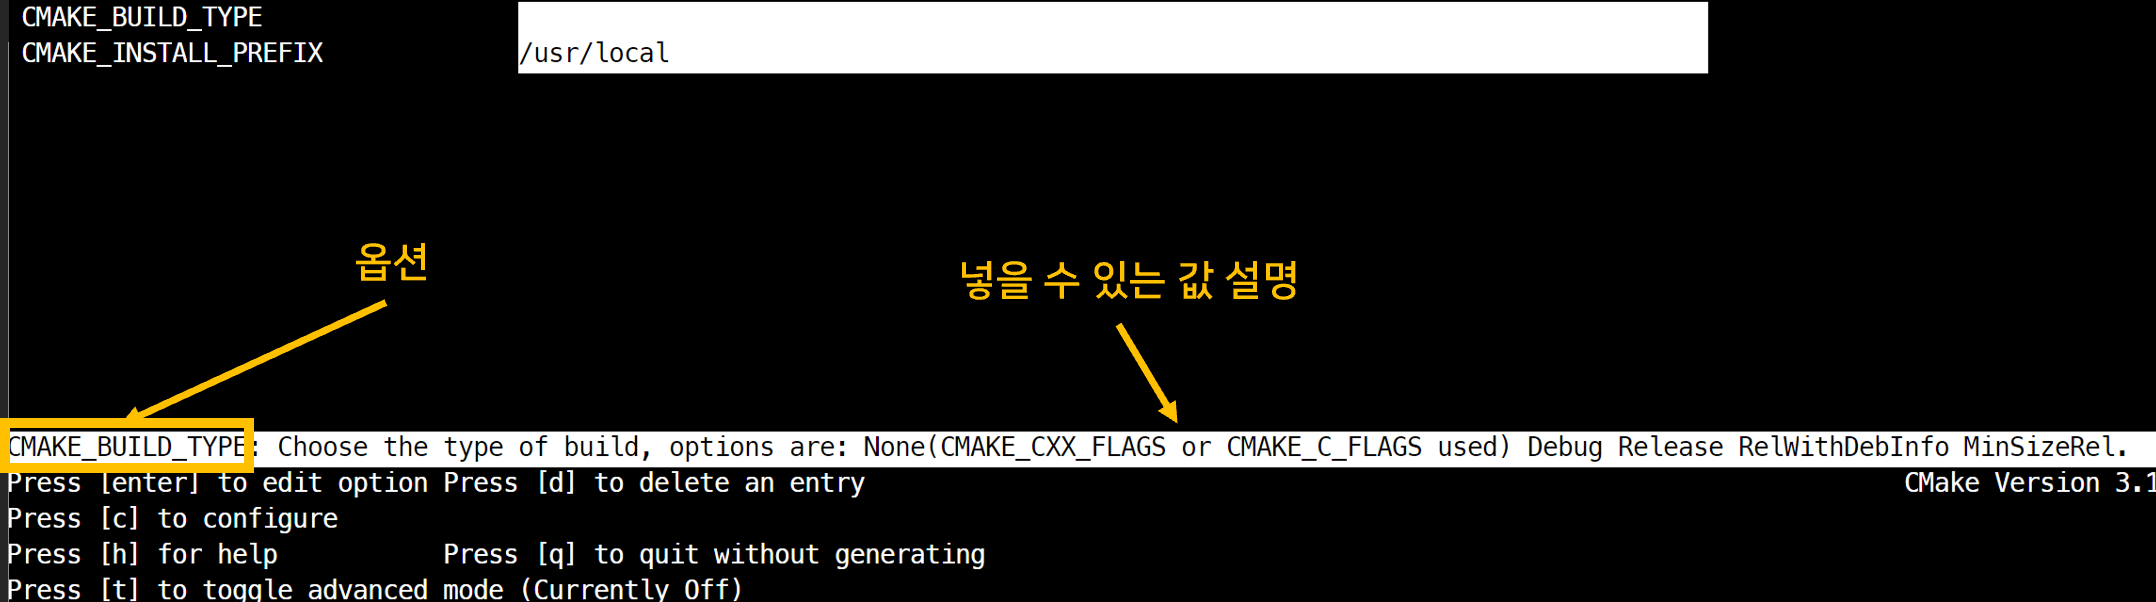 CMAKE_BUILD_TYPE
CMAKE_INSTALL_PREFIX /usr/local
옵션
넣을 수 있는 값 설명
CMAKE_BUILD_TYPE: Choose the type of build, options are: None(CMAKE_CXX_FLAGS or CMAKE_C_FLAGS used) Debug Release RelWithDebInfo MinSizeRel.
Press [enter] to edit option Press [d] to delete an entry CMake Version 3.1
Press [c] to configure
Press [h] for help Press [q] to quit without generating
Press [t] to toggle advanced mode (Currently Off)